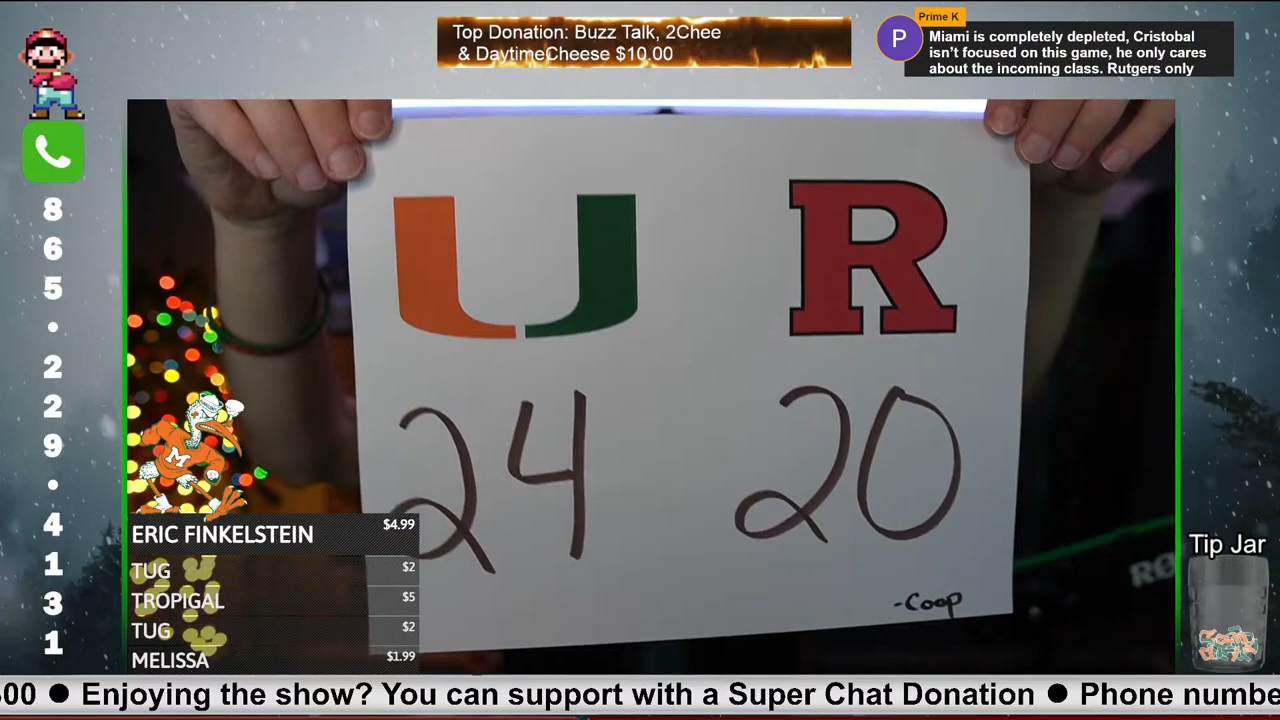 Top Donation: Buzz Talk, 2Chee
& DaytimeCheese $10.00
Prime K
P
Miami is completely depleted, Cristobal
isn't focused on this game, he only cares
about the incoming class. Rutgers only
8
6
5
.
2
2
9
.
4
1
3
1
U R
24 20
-Coop
M
ERIC FINKELSTEIN $4.99
TUG $2
TROPIGAL $5
TUG $2
MELISSA $1.99
Tip Jar
00 ● Enjoying the show? You can support with a Super Chat Donation ● Phone numbe